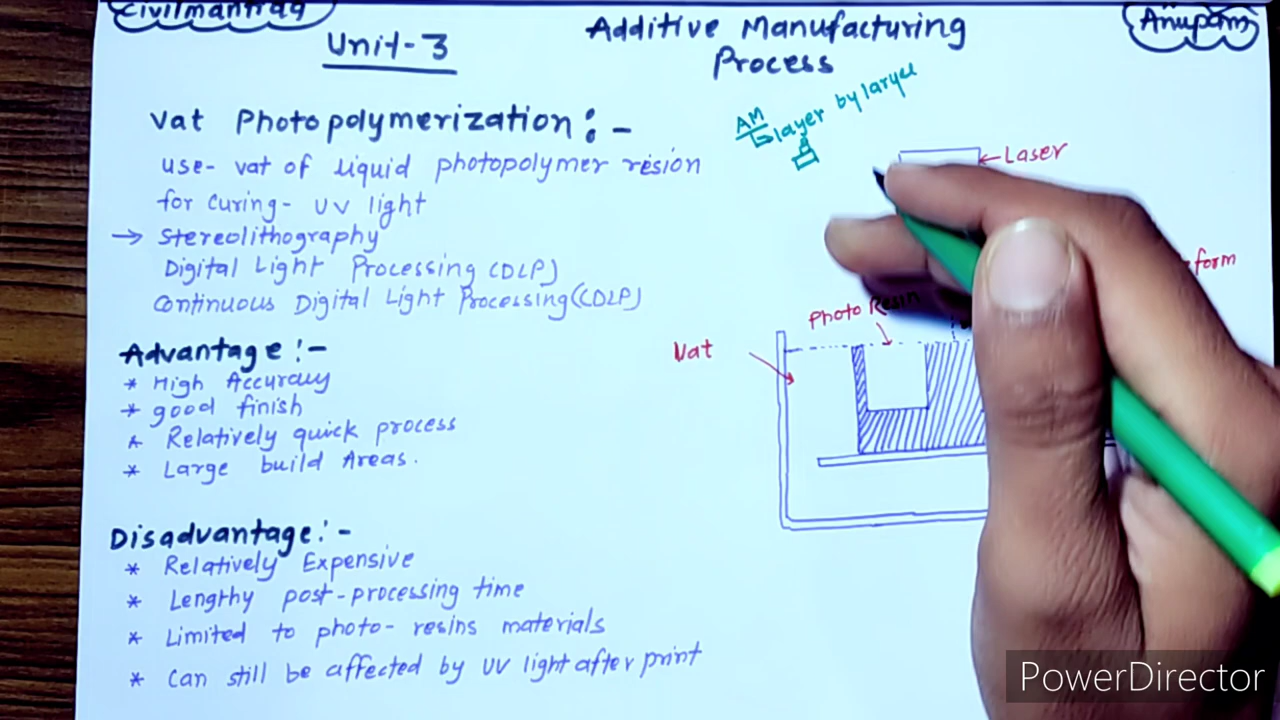 Civilmantraa
Anupam
Unit-3
Additive Manufacturing
Process
AM
layer by laryer
Vat Photopolymerization:-
use- vat of liquid photopolymer resion
for curing- UV light
→ Stereolithography
Digital Light Processing (DLP)
Continuous Digital Light Processing (CDLP)
Laser
form
Photo Resin
Vat
Advantage:-
* High Accuracy
* good finish
* Relatively quick process
* Large build Areas.
Disadvantage:-
* Relatively Expensive
* Lengthy post-processing time
* Limited to photo-resins materials
* Can still be affected by UV light after print
PowerDirector